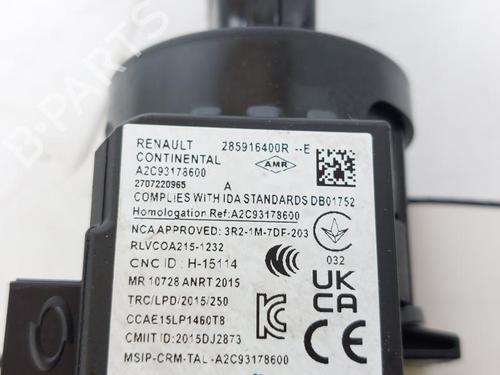 RENAULT 285916400R --E
CONTINENTAL AMR
A2C93178600
2707220965 A
COMPLIES WITH IDA STANDARDS DB01752
Homologation Ref:A2C93178600
NCA APPROVED: 3R2-1M-7DF-203
RLVCOA215-1232
032
CNC ID : H-15114
MR 10728 ANRT 2015
UK
CA
TRC/LPD/2015/250
CCAE15LP1460T8
CE
CMIIT ID:2015DJ2873
MSIP-CRM-TAL-A2C93178600
B-PARTS